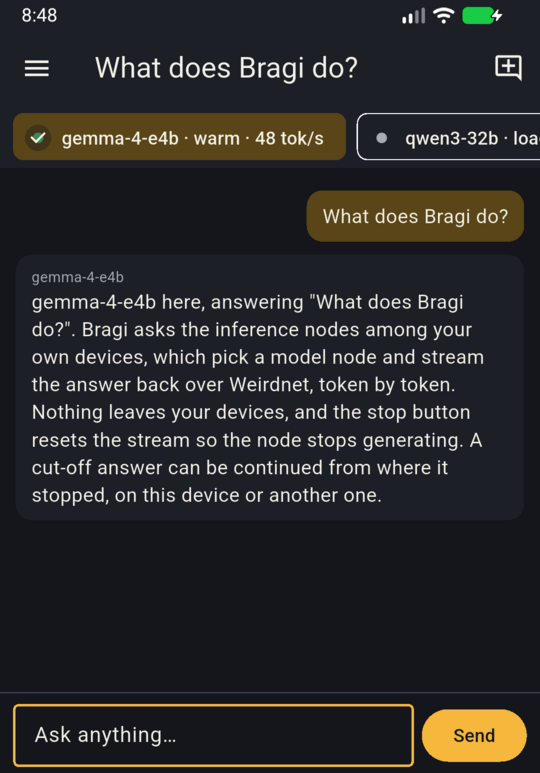 8:48
What does Bragi do?
gemma-4-e4b · warm · 48 tok/s
qwen3-32b ·
What does Bragi do?
gemma-4-e4b
gemma-4-e4b here, answering "What does Bragi
do?". Bragi asks the inference nodes among your
own devices, which pick a model node and stream
the answer back over Weirdnet, token by token.
Nothing leaves your devices, and the stop button
resets the stream so the node stops generating. A
cut-off answer can be continued from where it
stopped, on this device or another one.
Ask anything...
Send